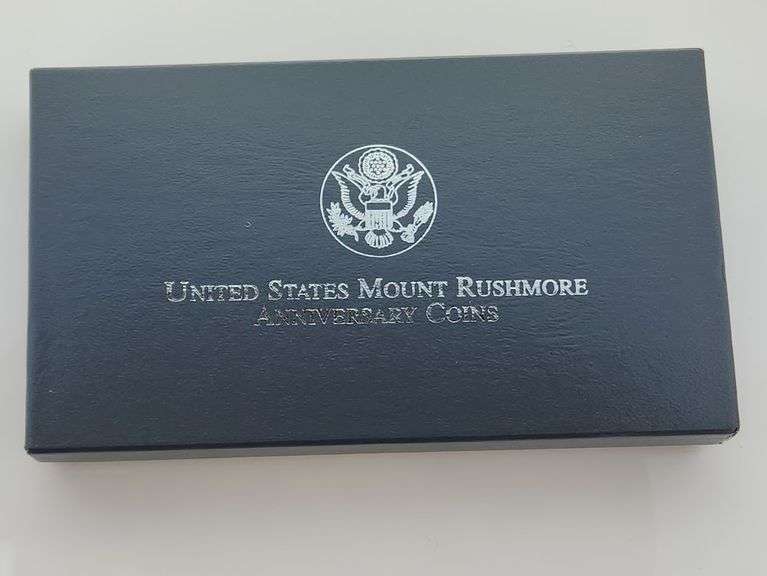 UNITED STATES MOUNT RUSHMORE
ANNIVERSARY COINS